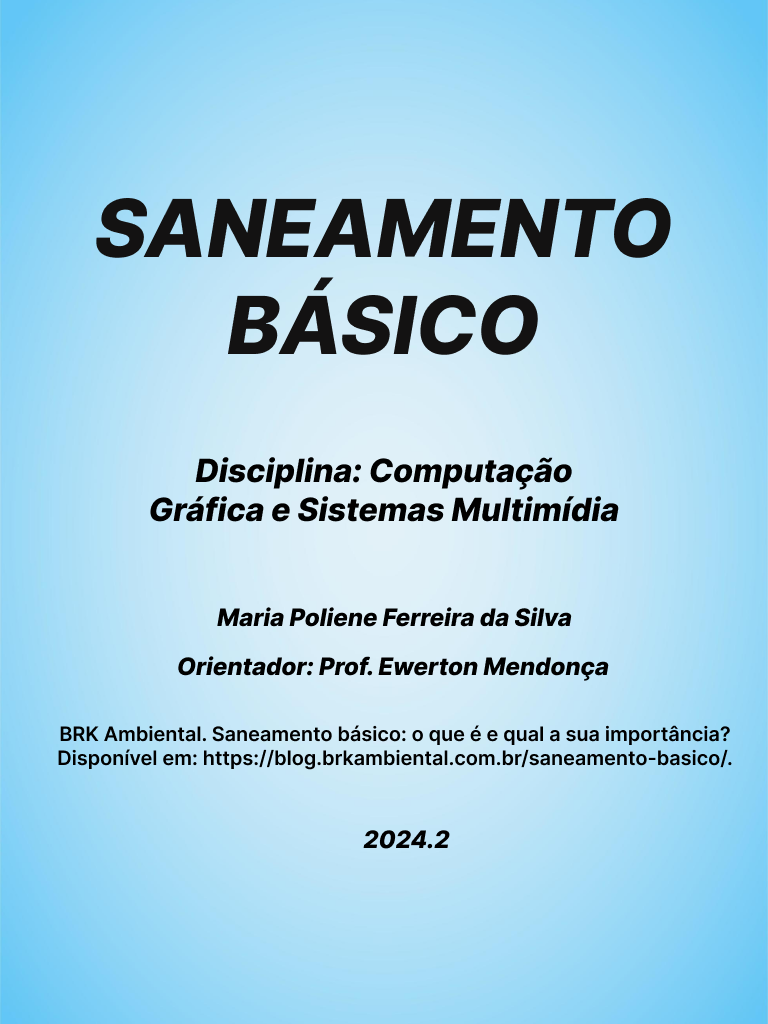 SANEAMENTO
BÁSICO
Disciplina: Computação
Gráfica e Sistemas Multimídia
Maria Poliene Ferreira da Silva
Orientador: Prof. Ewerton Mendonça
BRK Ambiental. Saneamento básico: o que é e qual a sua importância?
Disponível em: https://blog.brkambiental.com.br/saneamento-basico/.
2024.2